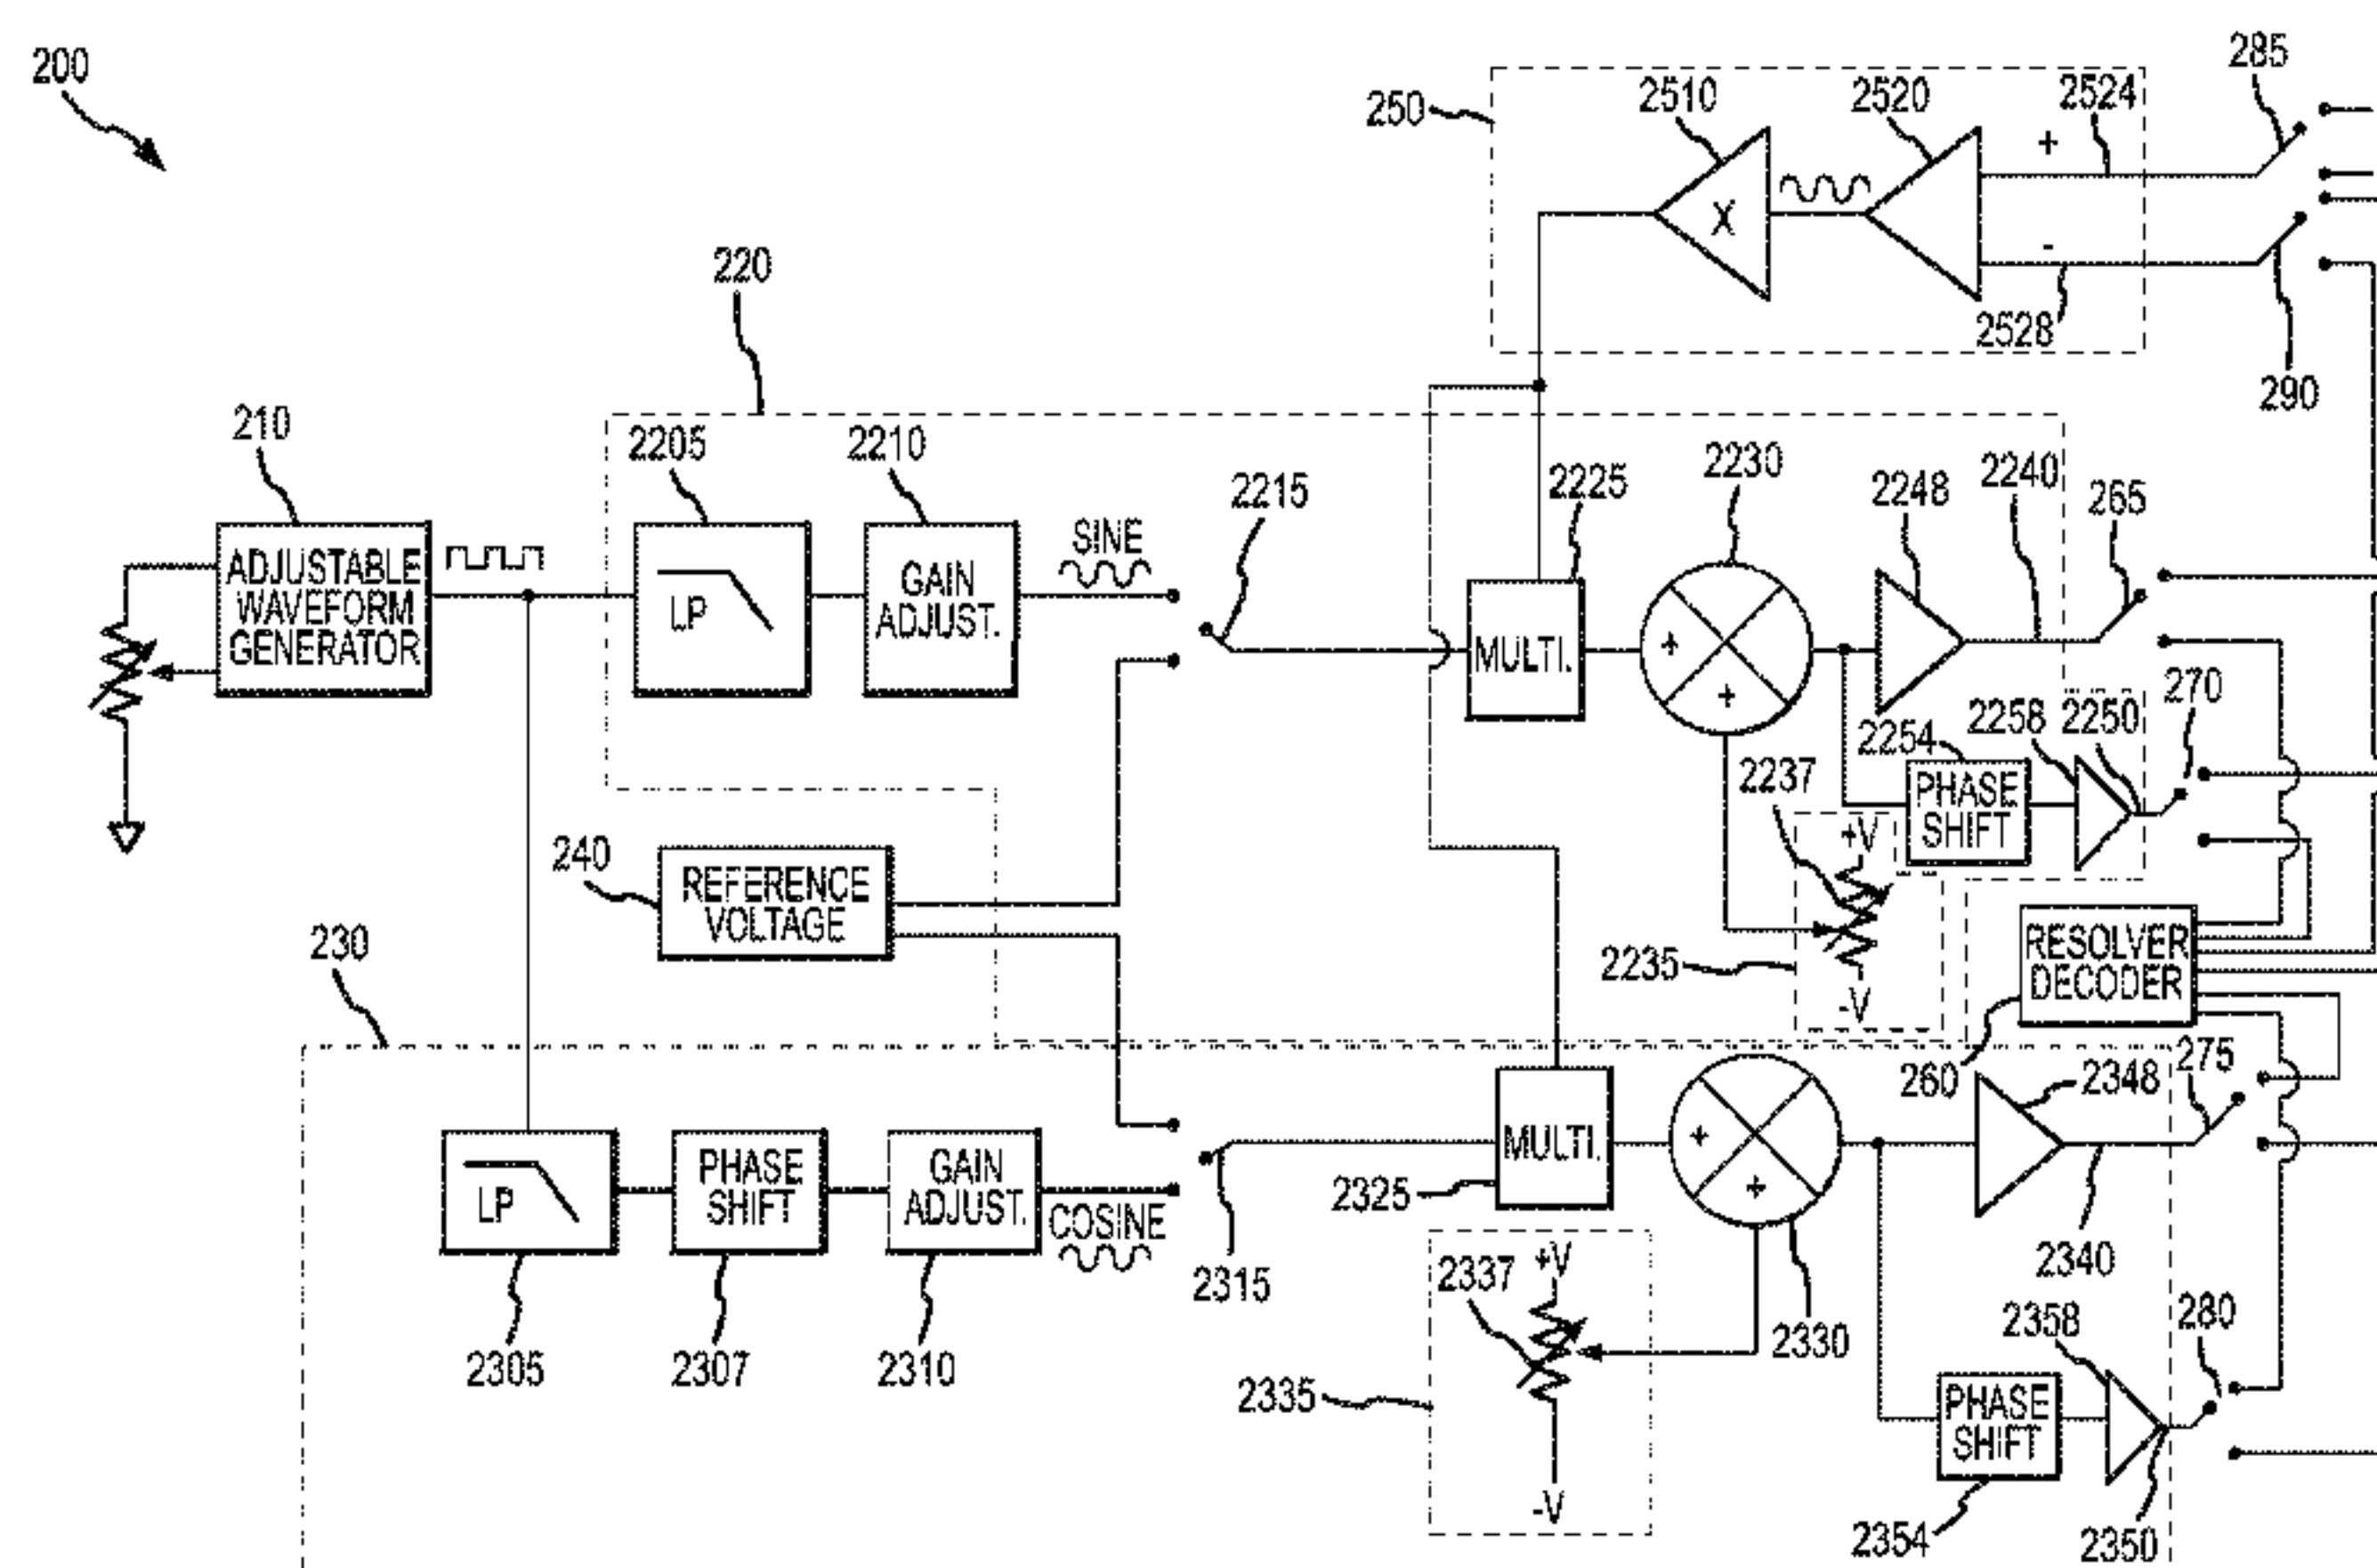 200
285
250
2510
2520
2524
+
X
-
220
2528
290
210
2205
2210
2230
2225
2248
2240
265
2215
SINE
ADJUSTABLE
WAVEFORM
GENERATOR
LP
GAIN
ADJUST.
MULTI.
+
+
270
2258
2250
2254
2237
PHASE
SHIFT
+V
240
REFERENCE
VOLTAGE
230
2235
-V
RESOLVER
DECODER
260
275
2348
LP
PHASE
SHIFT
GAIN
ADJUST.
COSINE
MULTI.
2325
+
+
2315
2340
2337
+V
2330
2358
280
2305
2307
2310
2335
PHASE
SHIFT
-V
2354
2350